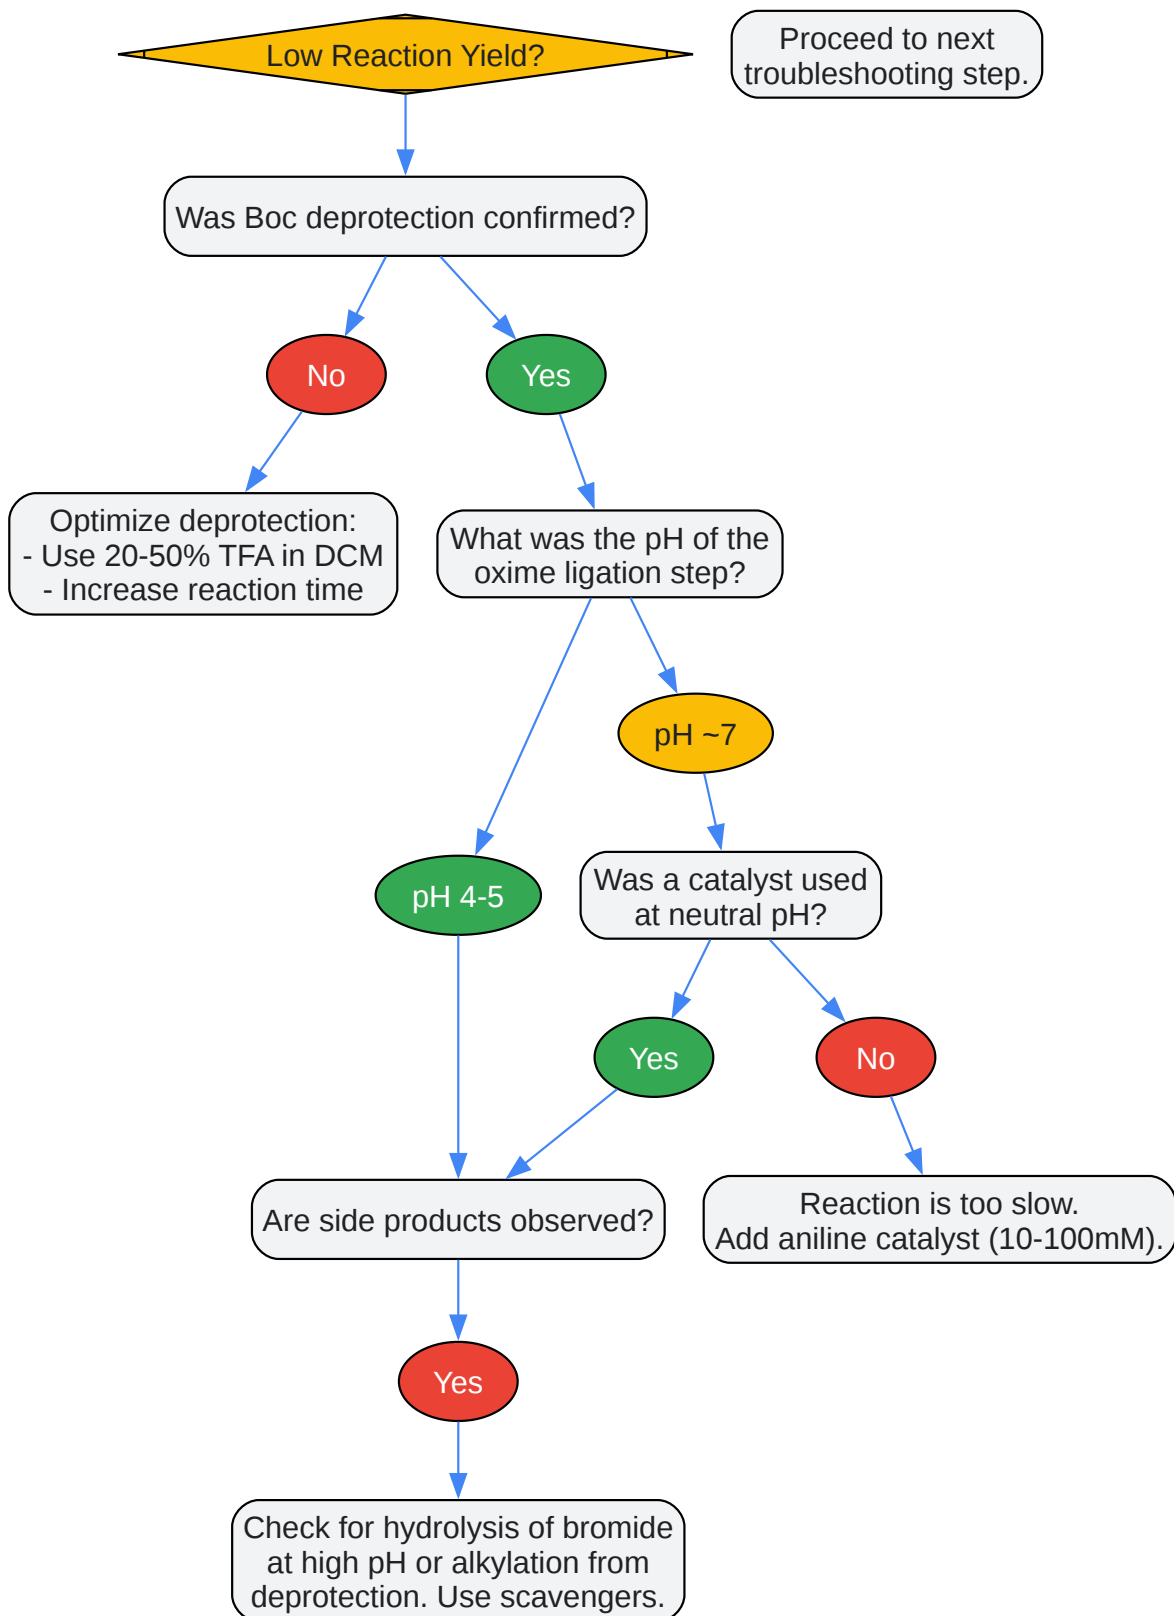 Low Reaction Yield?
Proceed to next
troubleshooting step.
Was Boc deprotection confirmed?
No
Yes
Optimize deprotection:
- Use 20-50% TFA in DCM
- Increase reaction time
What was the pH of the
oxime ligation step?
pH ~7
pH 4-5
Was a catalyst used
at neutral pH?
Yes
No
Are side products observed?
Reaction is too slow.
Add aniline catalyst (10-100mM).
Yes
Check for hydrolysis of bromide
at high pH or alkylation from
deprotection. Use scavengers.